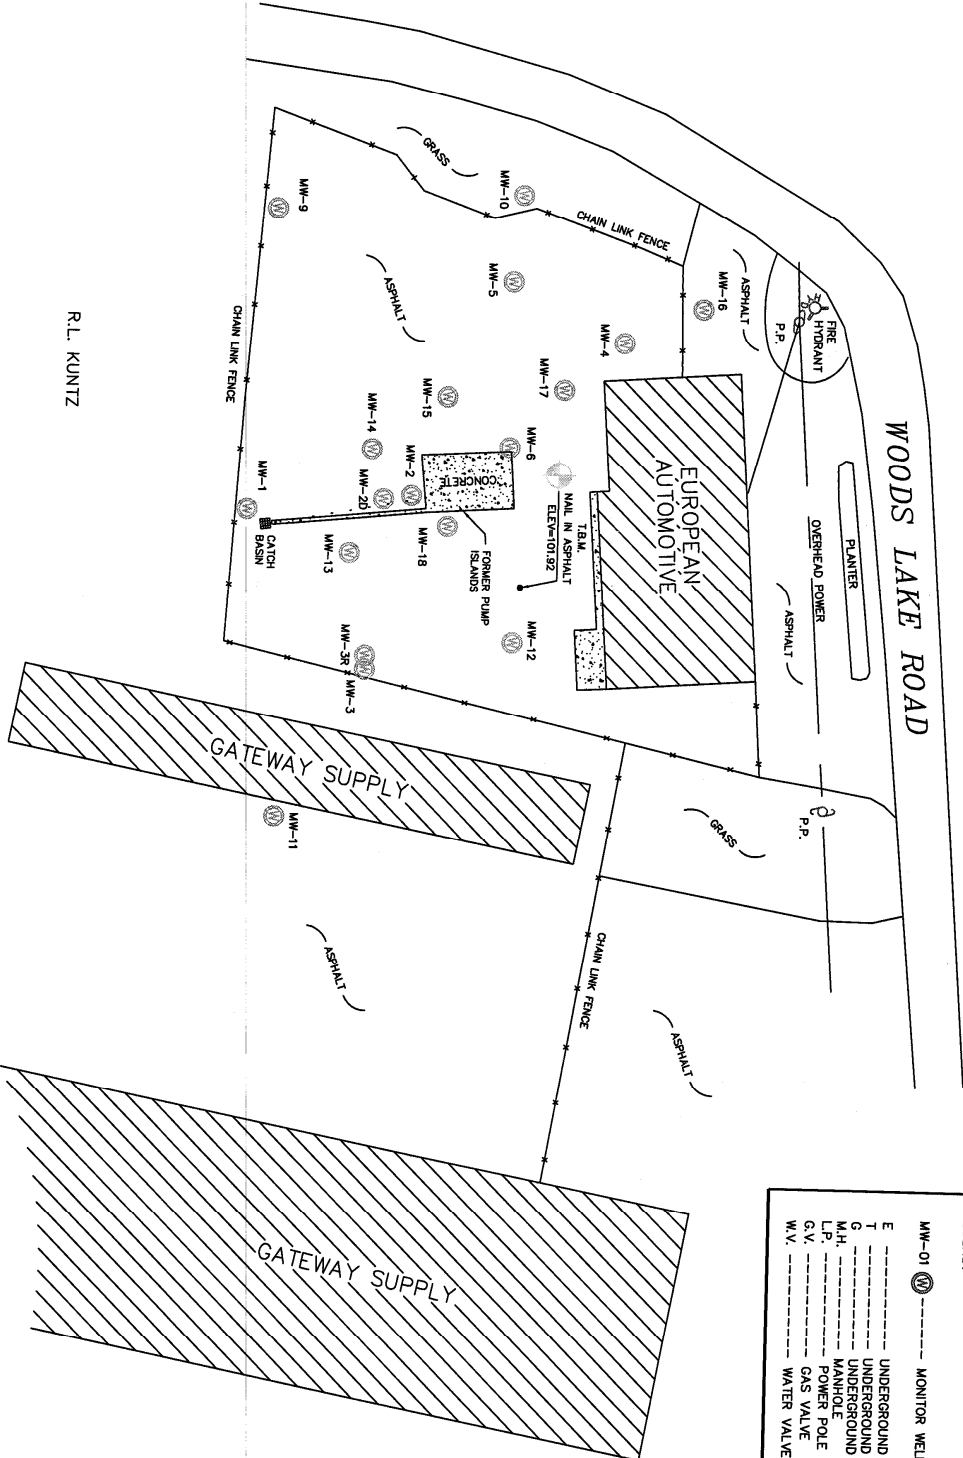 WOODS LAKE ROAD
PLANTER
OVERHEAD POWER
FIRE
HYDRANT
P.P.
ASPHALT
MW-16
ASPHALT
P.P.
GRASS
CHAIN LINK FENCE
GRASS
MW-10
MW-5
MW-4
MW-17
MW-6
EUROPEAN
AUTOMOTIVE
T.B.M.
NAIL IN ASPHALT
ELEV=101.92
CONCRETE
FORMER PUMP
ISLANDS
MW-12
MW-9
ASPHALT
MW-15
MW-14
MW-2
MW-2D
MW-18
MW-13
MW-1
CATCH
BASIN
MW-3R
MW-3
CHAIN LINK FENCE
R.L. KUNTZ
GATEWAY SUPPLY
MW-11
ASPHALT
CHAIN LINK FENCE
ASPHALT
GATEWAY SUPPLY
MW-01 W ------- MONITOR WEL
E ----------- UNDERGROUND
T ----------- UNDERGROUND
G ----------- UNDERGROUND
M.H. ---------- MANHOLE
L.P. ---------- POWER POLE
G.V. ---------- GAS VALVE
W.V. ---------- WATER VALVE